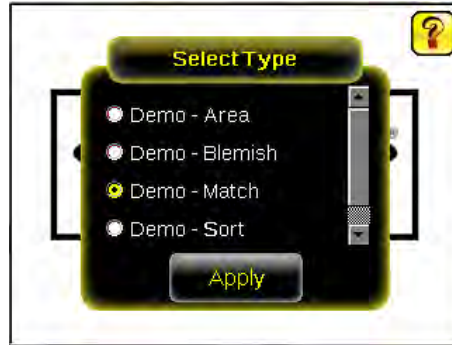 ?
Select Type
Demo - Area
Demo - Blemish
Demo - Match
Demo - Sort
®
Apply